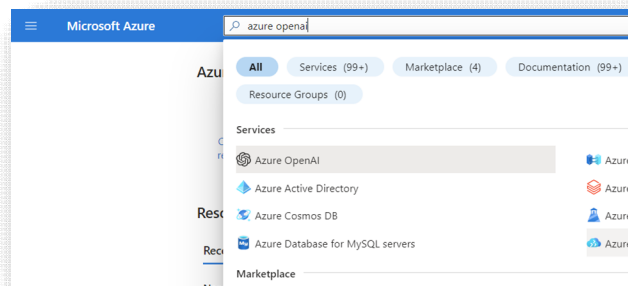 Microsoft Azure
azure openai
All
Services (99+)
Marketplace (4)
Documentation (99+)
Resource Groups (0)
Services
Azure OpenAI
Azure Active Directory
Azure Cosmos DB
Azure Database for MySQL servers
Marketplace